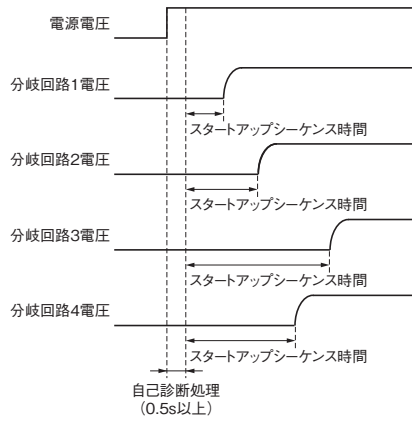 電源電圧
分岐回路1電圧
スタートアップシーケンス時間
分岐回路2電圧
スタートアップシーケンス時間
分岐回路3電圧
スタートアップシーケンス時間
分岐回路4電圧
スタートアップシーケンス時間
自己診断処理
（0.5s以上）